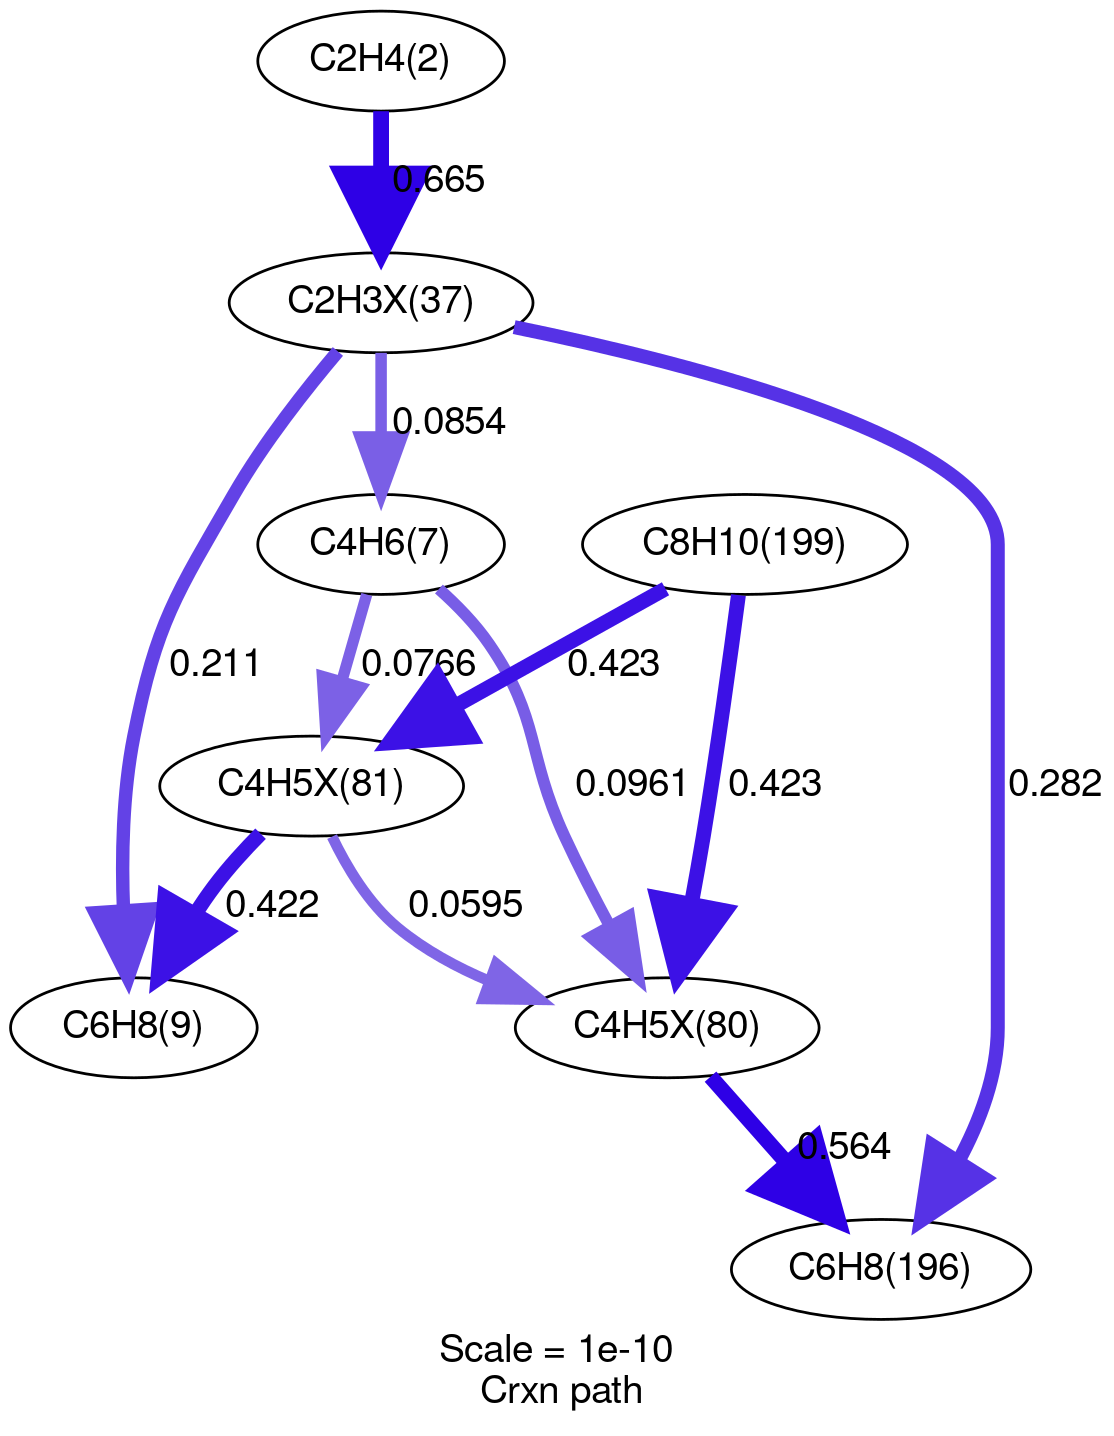 C2H4(2)
0.665
C2H3X(37)
0.0854
C4H6(7)
C8H10(199)
0.211
0.0766
0.423
C4H5X(81)
0.0961
0.423
0.282
0.422
0.0595
C6H8(9)
C4H5X(80)
0.564
C6H8(196)
Scale = 1e-10
Crxn path